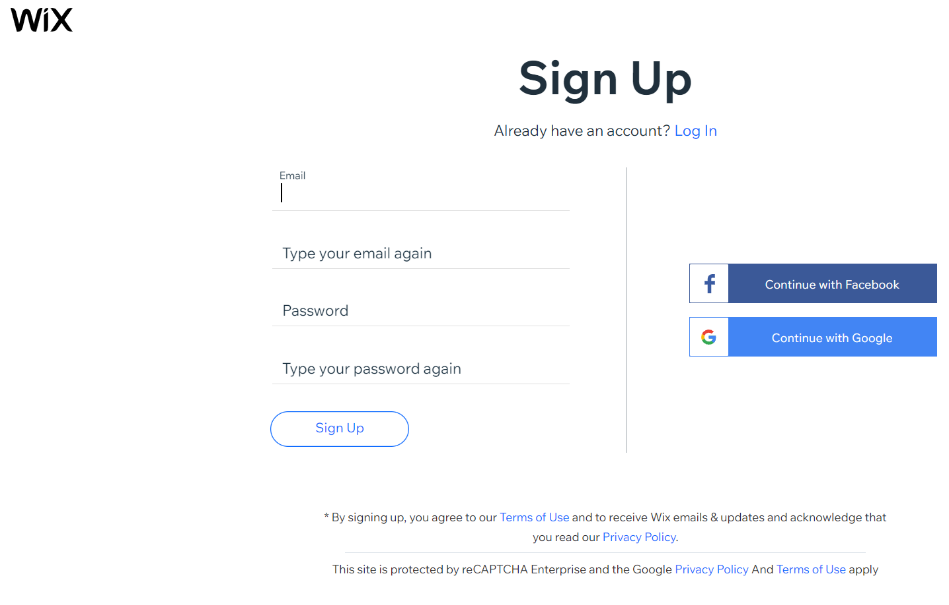 WiX
Sign Up
Already have an account? Log In
Email
Type your email again
Password
Type your password again
Sign Up
Continue with Facebook
Continue with Google
* By signing up, you agree to our Terms of Use and to receive Wix emails & updates and acknowledge that
you read our Privacy Policy.
This site is protected by reCAPTCHA Enterprise and the Google Privacy Policy And Terms of Use apply